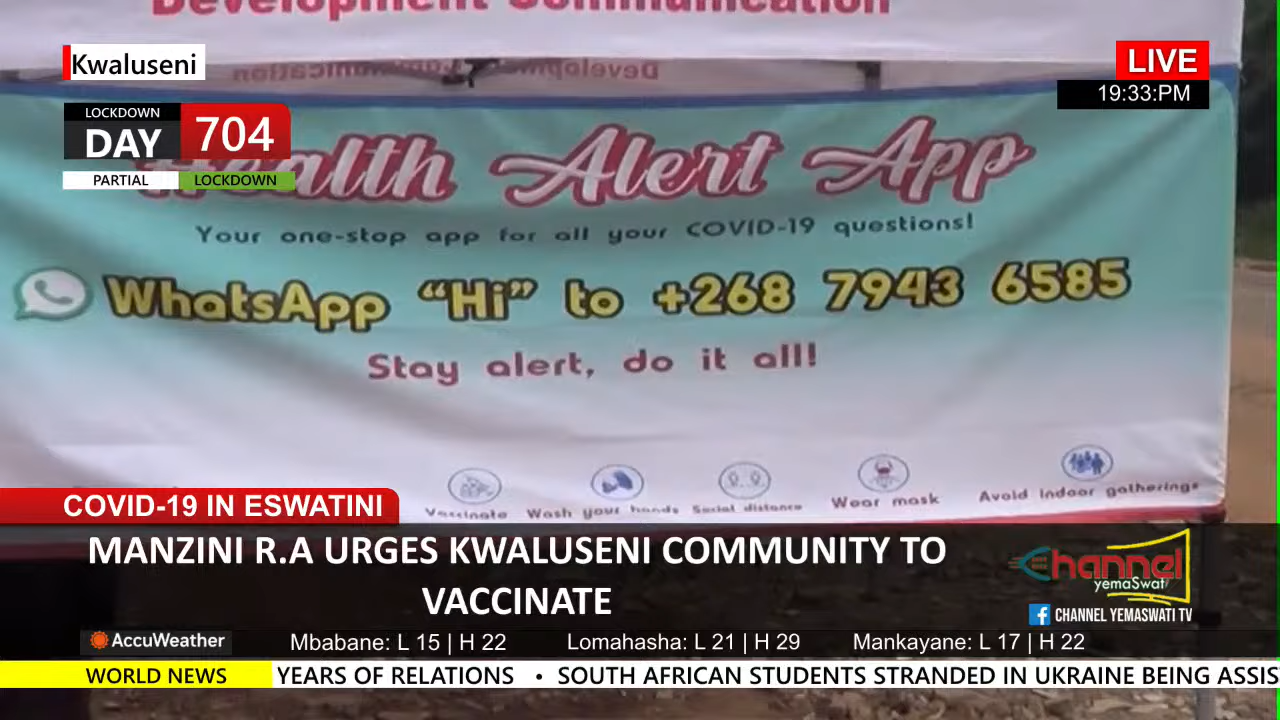 Development Communication
Kwaluseni
Development Communication
LIVE
19:33:PM
LOCKDOWN
DAY 704
PARTIAL LOCKDOWN
Health Alert App
Your one-stop app for all your COVID-19 questions!
WhatsApp “Hi” to +268 7943 6585
Stay alert, do it all!
Vaccinate Wash your hands Social distance Wear mask Avoid indoor gatherings
COVID-19 IN ESWATINI
MANZINI R.A URGES KWALUSENI COMMUNITY TO
VACCINATE
Channel
yemaSwati
CHANNEL YEMASWATI TV
AccuWeather Mbabane: L 15 | H 22 Lomahasha: L 21 | H 29 Mankayane: L 17 | H 22
WORLD NEWS YEARS OF RELATIONS • SOUTH AFRICAN STUDENTS STRANDED IN UKRAINE BEING ASSIS